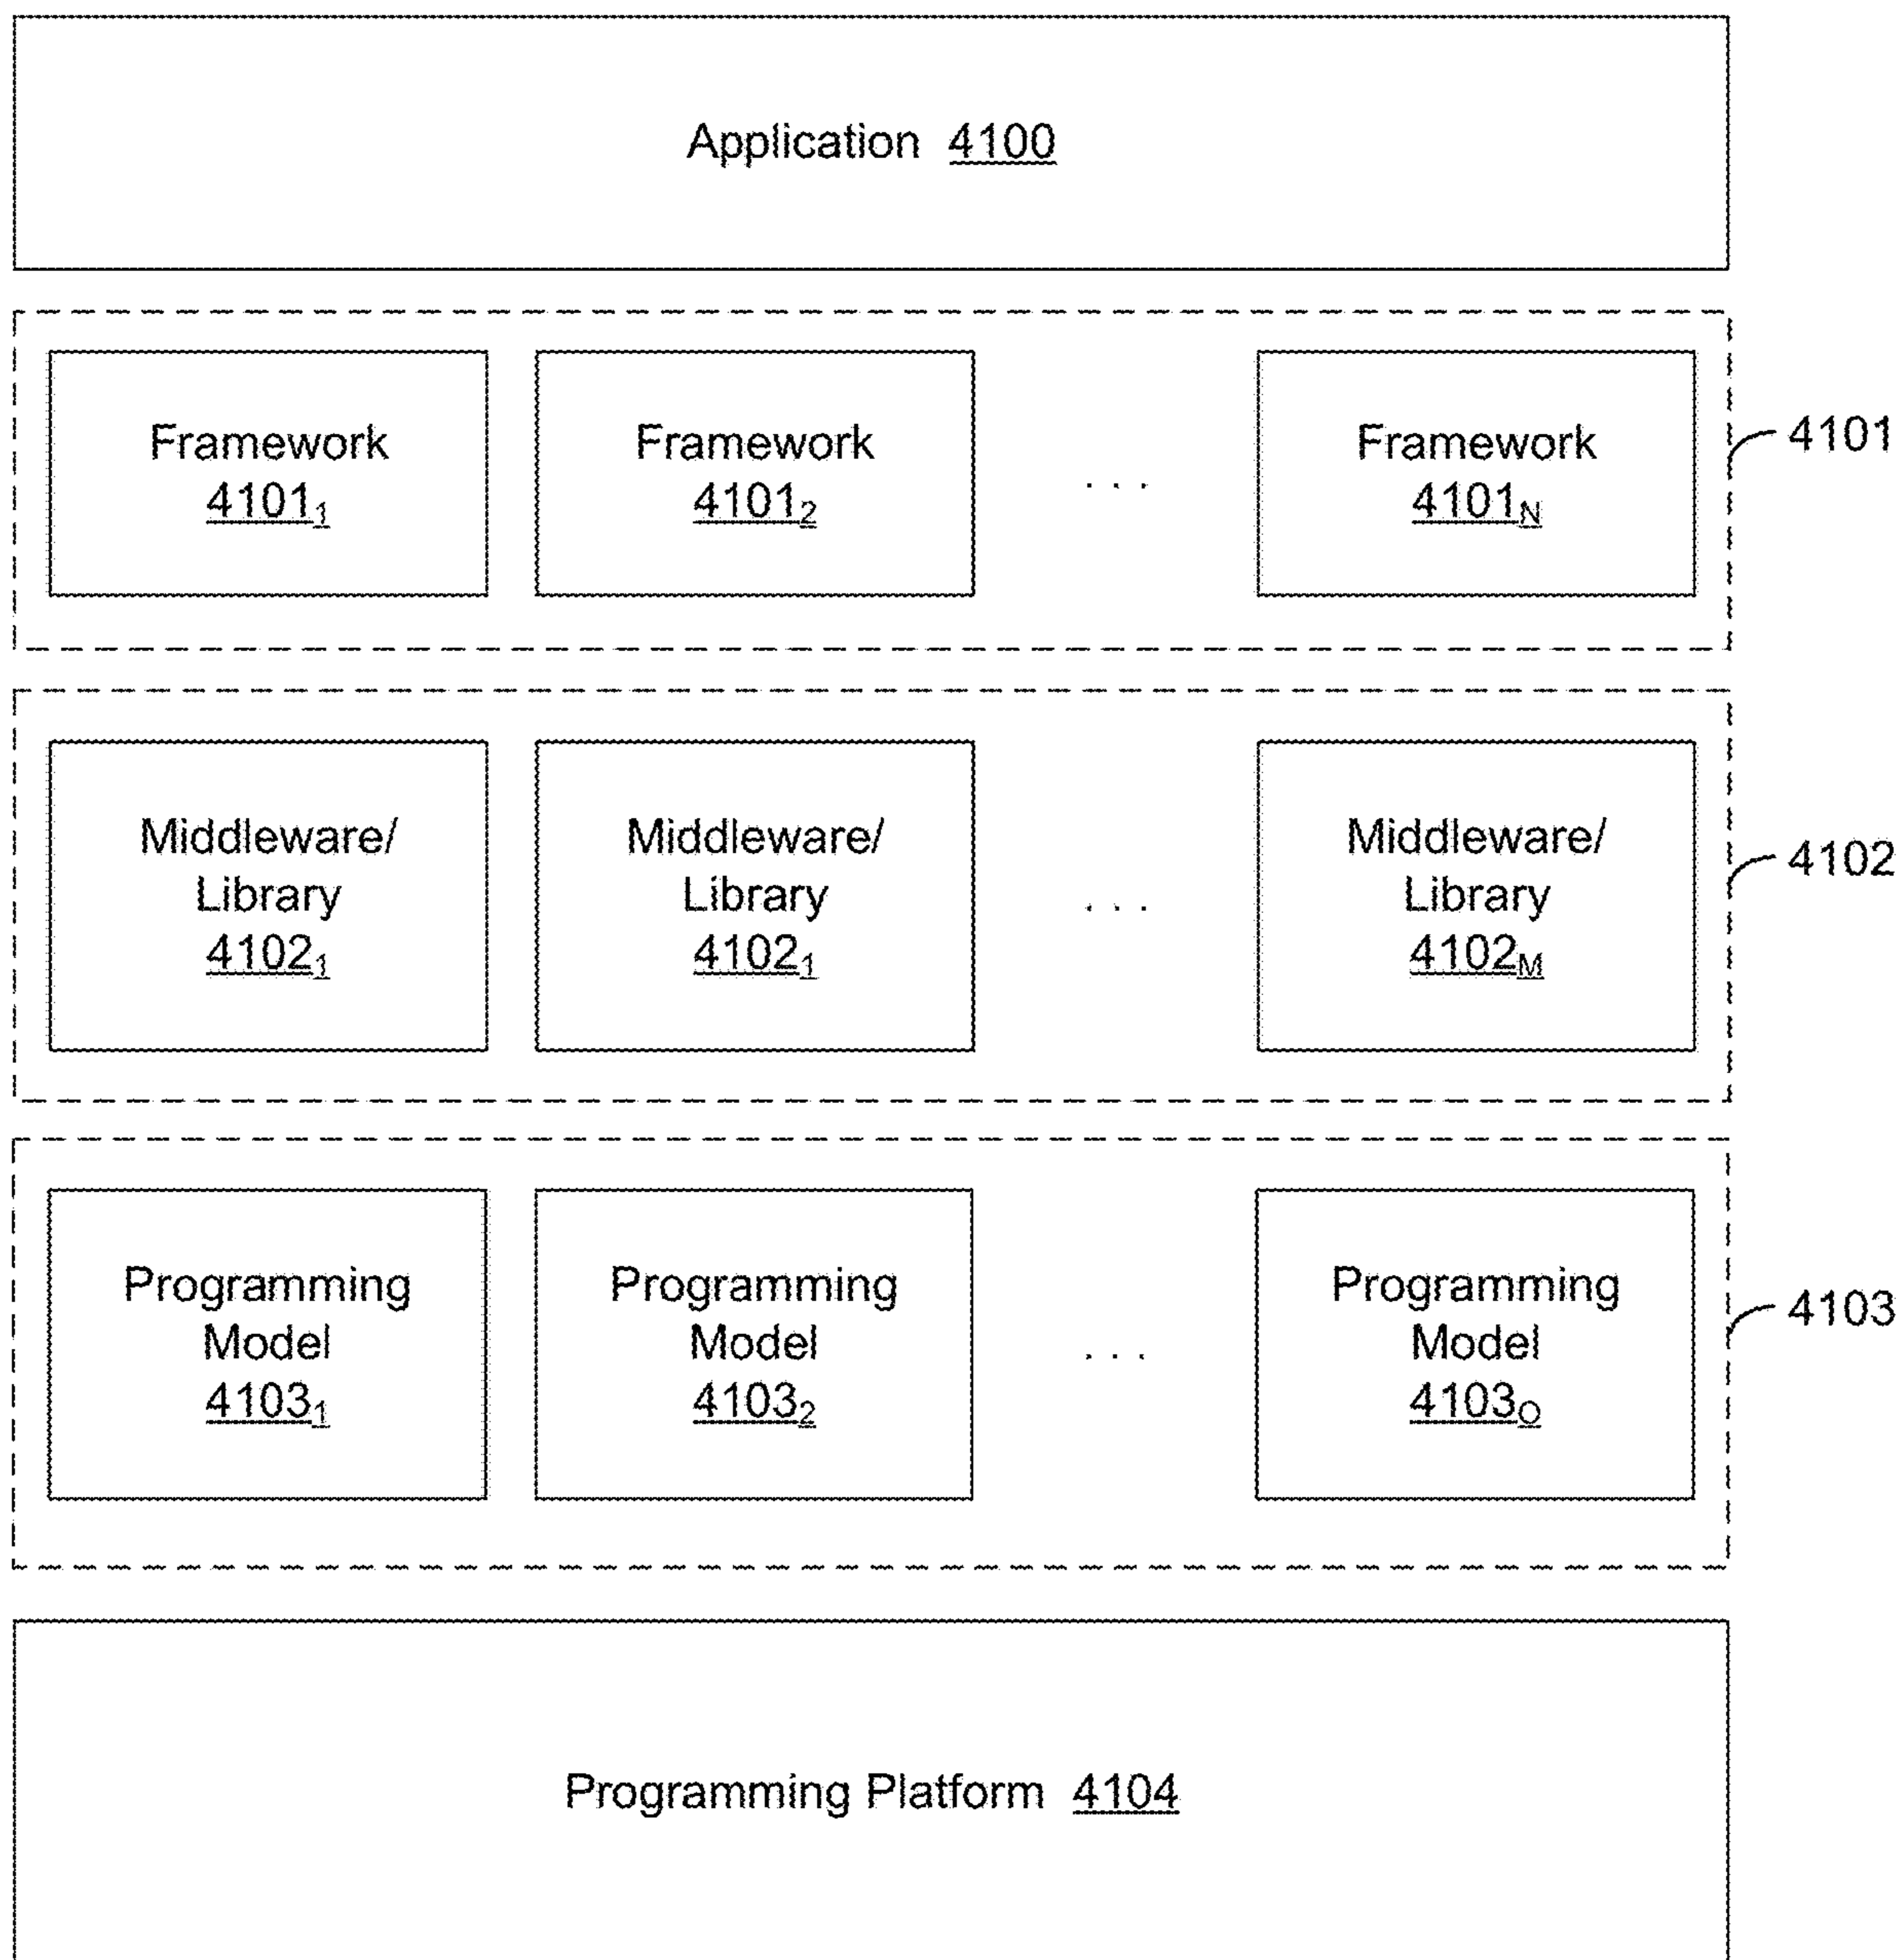 Application 4100
Framework Framework ... Framework
4101₁ 4101₂ 4101N
4101
Middleware/ Middleware/ Middleware/
Library Library ... Library
4102₁ 4102₁ 4102M
4102
Programming Programming Programming
Model Model ... Model
4103₁ 4103₂ 4103O
4103
Programming Platform 4104